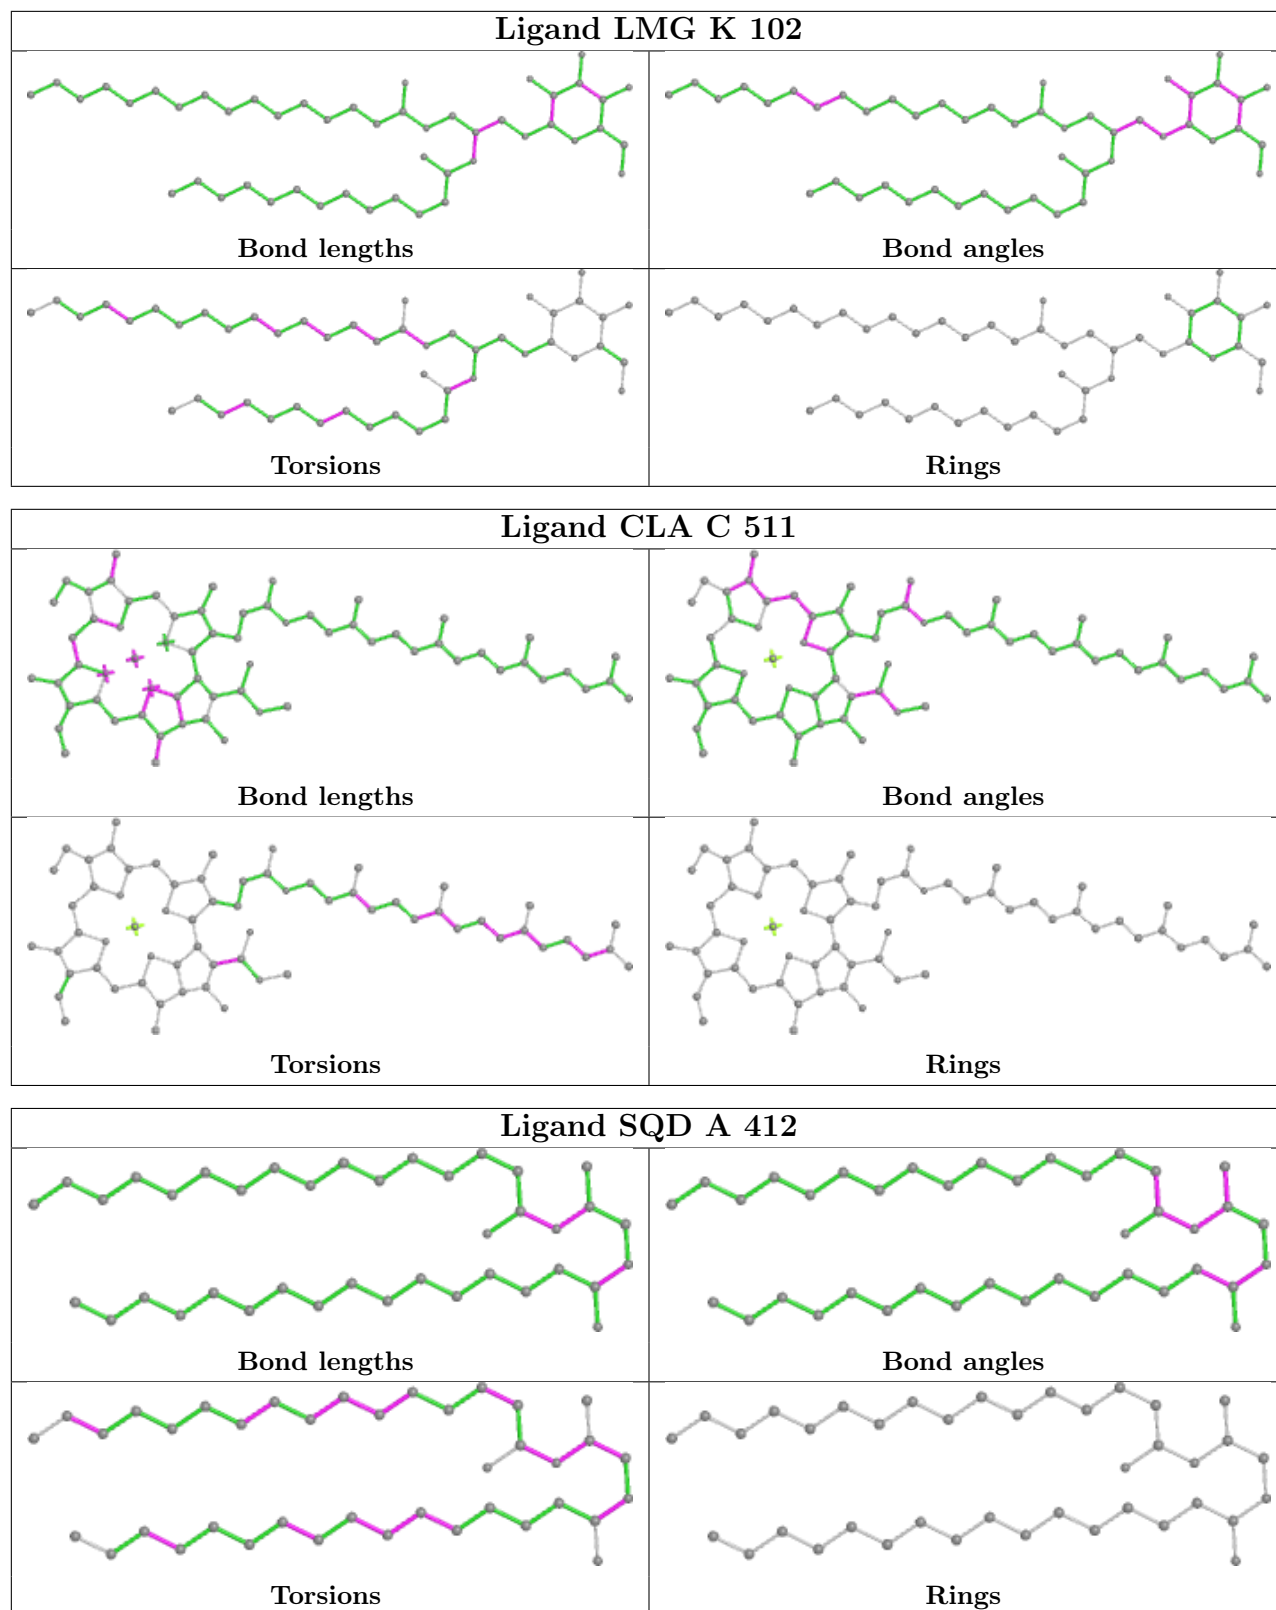 Ligand LMG K 102
Bond lengths
Bond angles
Torsions
Rings
Ligand CLA C 511
Bond lengths
Bond angles
Torsions
Rings
Ligand SQD A 412
Bond lengths
Bond angles
Torsions
Rings